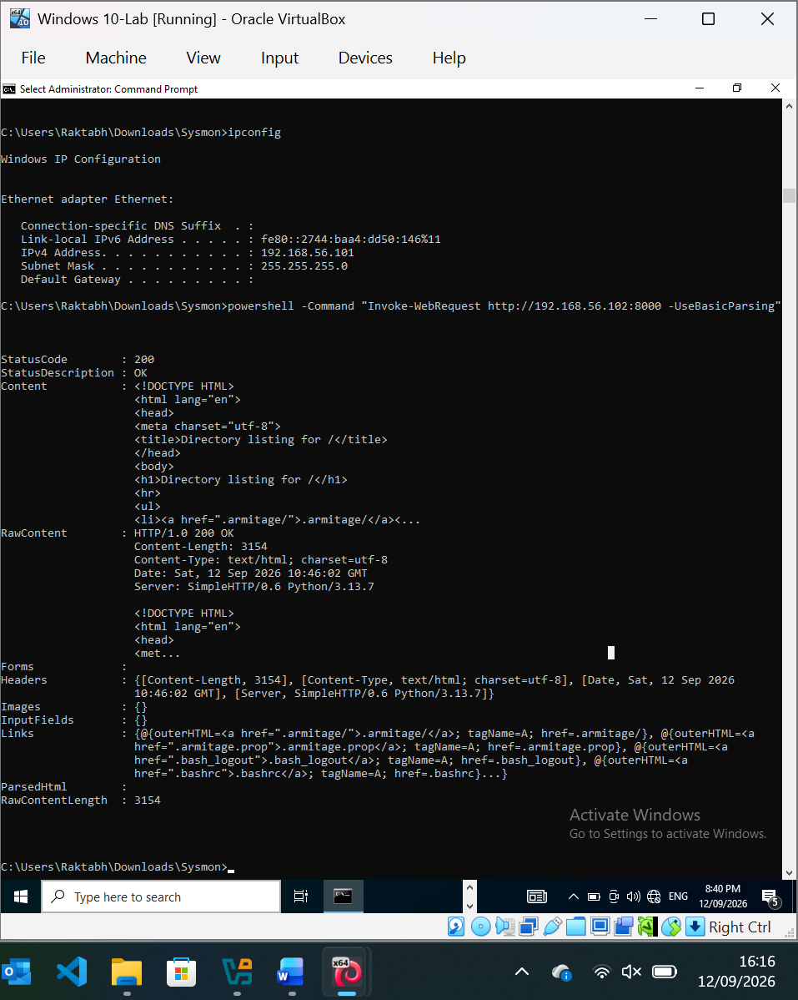 Windows 10-Lab [Running] - Oracle VirtualBox
File Machine View Input Devices Help
Select Administrator: Command Prompt
C:\Users\Raktabh\Downloads\Sysmon>ipconfig
Windows IP Configuration
Ethernet adapter Ethernet:
   Connection-specific DNS Suffix  . :
   Link-local IPv6 Address . . . . . : fe80::2744:baa4:dd50:146%11
   IPv4 Address. . . . . . . . . . . : 192.168.56.101
   Subnet Mask . . . . . . . . . . . : 255.255.255.0
   Default Gateway . . . . . . . . . :
C:\Users\Raktabh\Downloads\Sysmon>powershell -Command "Invoke-WebRequest http://192.168.56.102:8000 -UseBasicParsing"
StatusCode        : 200
StatusDescription : OK
Content           : <!DOCTYPE HTML>
                    <html lang="en">
                    <head>
                    <meta charset="utf-8">
                    <title>Directory listing for /</title>
                    </head>
                    <body>
                    <h1>Directory listing for /</h1>
                    <hr>
                    <ul>
                    <li><a href=".armitage/">.armitage/</a><...
RawContent        : HTTP/1.0 200 OK
                    Content-Length: 3154
                    Content-Type: text/html; charset=utf-8
                    Date: Sat, 12 Sep 2026 10:46:02 GMT
                    Server: SimpleHTTP/0.6 Python/3.13.7
                    <!DOCTYPE HTML>
                    <html lang="en">
                    <head>
                    <met...
Forms             :
Headers           : {[Content-Length, 3154], [Content-Type, text/html; charset=utf-8], [Date, Sat, 12 Sep 2026
                    10:46:02 GMT], [Server, SimpleHTTP/0.6 Python/3.13.7]}
Images            : {}
InputFields       : {}
Links             : {@{outerHTML=<a href=".armitage/">.armitage/</a>; tagName=A; href=.armitage/}, @{outerHTML=<a
                    href=".armitage.prop">.armitage.prop</a>; tagName=A; href=.armitage.prop}, @{outerHTML=<a
                    href=".bash_logout">.bash_logout</a>; tagName=A; href=.bash_logout}, @{outerHTML=<a
                    href=".bashrc">.bashrc</a>; tagName=A; href=.bashrc}...}
ParsedHtml        :
RawContentLength  : 3154
Activate Windows
Go to Settings to activate Windows.
C:\Users\Raktabh\Downloads\Sysmon>
Type here to search
ENG
8:40 PM
12/09/2026
5
Right Ctrl
16:16
12/09/2026